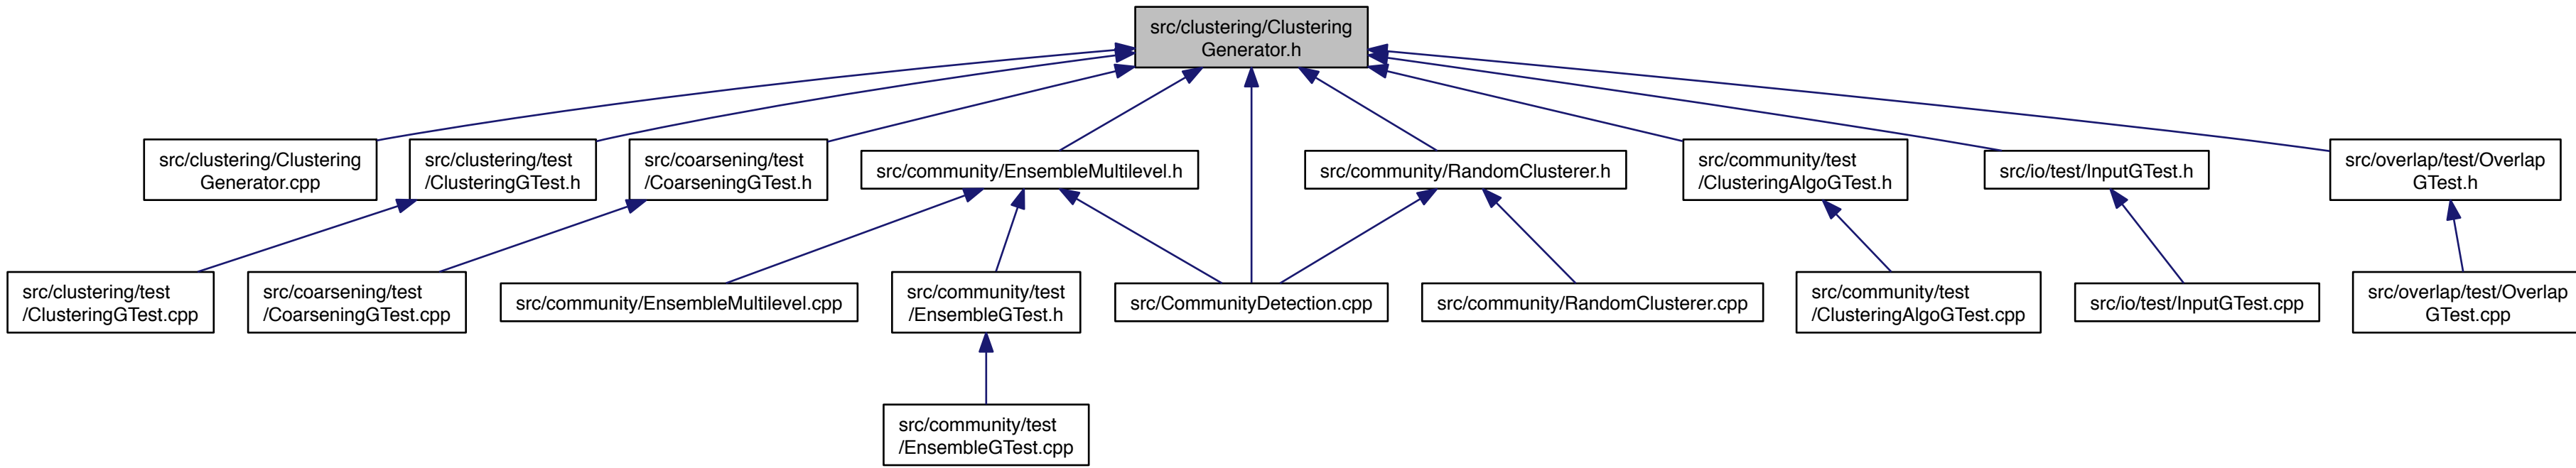 src/clustering/Clustering
Generator.h
src/clustering/Clustering
Generator.cpp
src/clustering/test
/ClusteringGTest.h
src/coarsening/test
/CoarseningGTest.h
src/community/EnsembleMultilevel.h
src/community/RandomClusterer.h
src/community/test
/ClusteringAlgoGTest.h
src/io/test/InputGTest.h
src/overlap/test/Overlap
GTest.h
src/clustering/test
/ClusteringGTest.cpp
src/coarsening/test
/CoarseningGTest.cpp
src/community/EnsembleMultilevel.cpp
src/community/test
/EnsembleGTest.h
src/CommunityDetection.cpp
src/community/RandomClusterer.cpp
src/community/test
/ClusteringAlgoGTest.cpp
src/io/test/InputGTest.cpp
src/overlap/test/Overlap
GTest.cpp
src/community/test
/EnsembleGTest.cpp